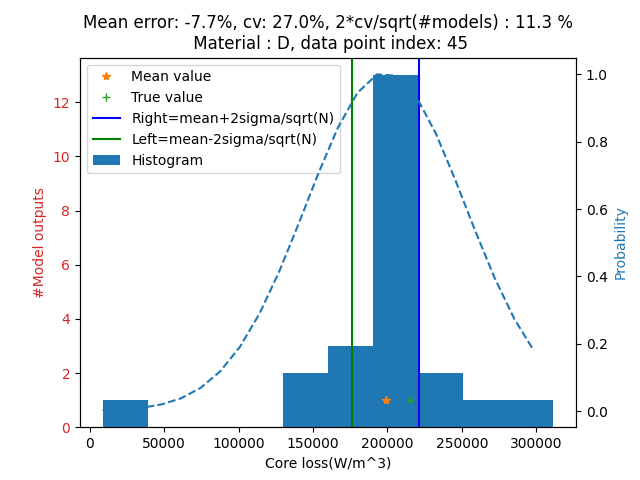 Mean error: -7.7%, cv: 27.0%, 2*cv/sqrt(#models) : 11.3 %
Material : D, data point index: 45
Mean value
True value
Right=mean+2sigma/sqrt(N)
Left=mean-2sigma/sqrt(N)
Histogram
#Model outputs
12
10
8
6
4
2
0
1.0
0.8
0.6
0.4
0.2
0.0
Probability
0 50000 100000 150000 200000 250000 300000
Core loss(W/m^3)